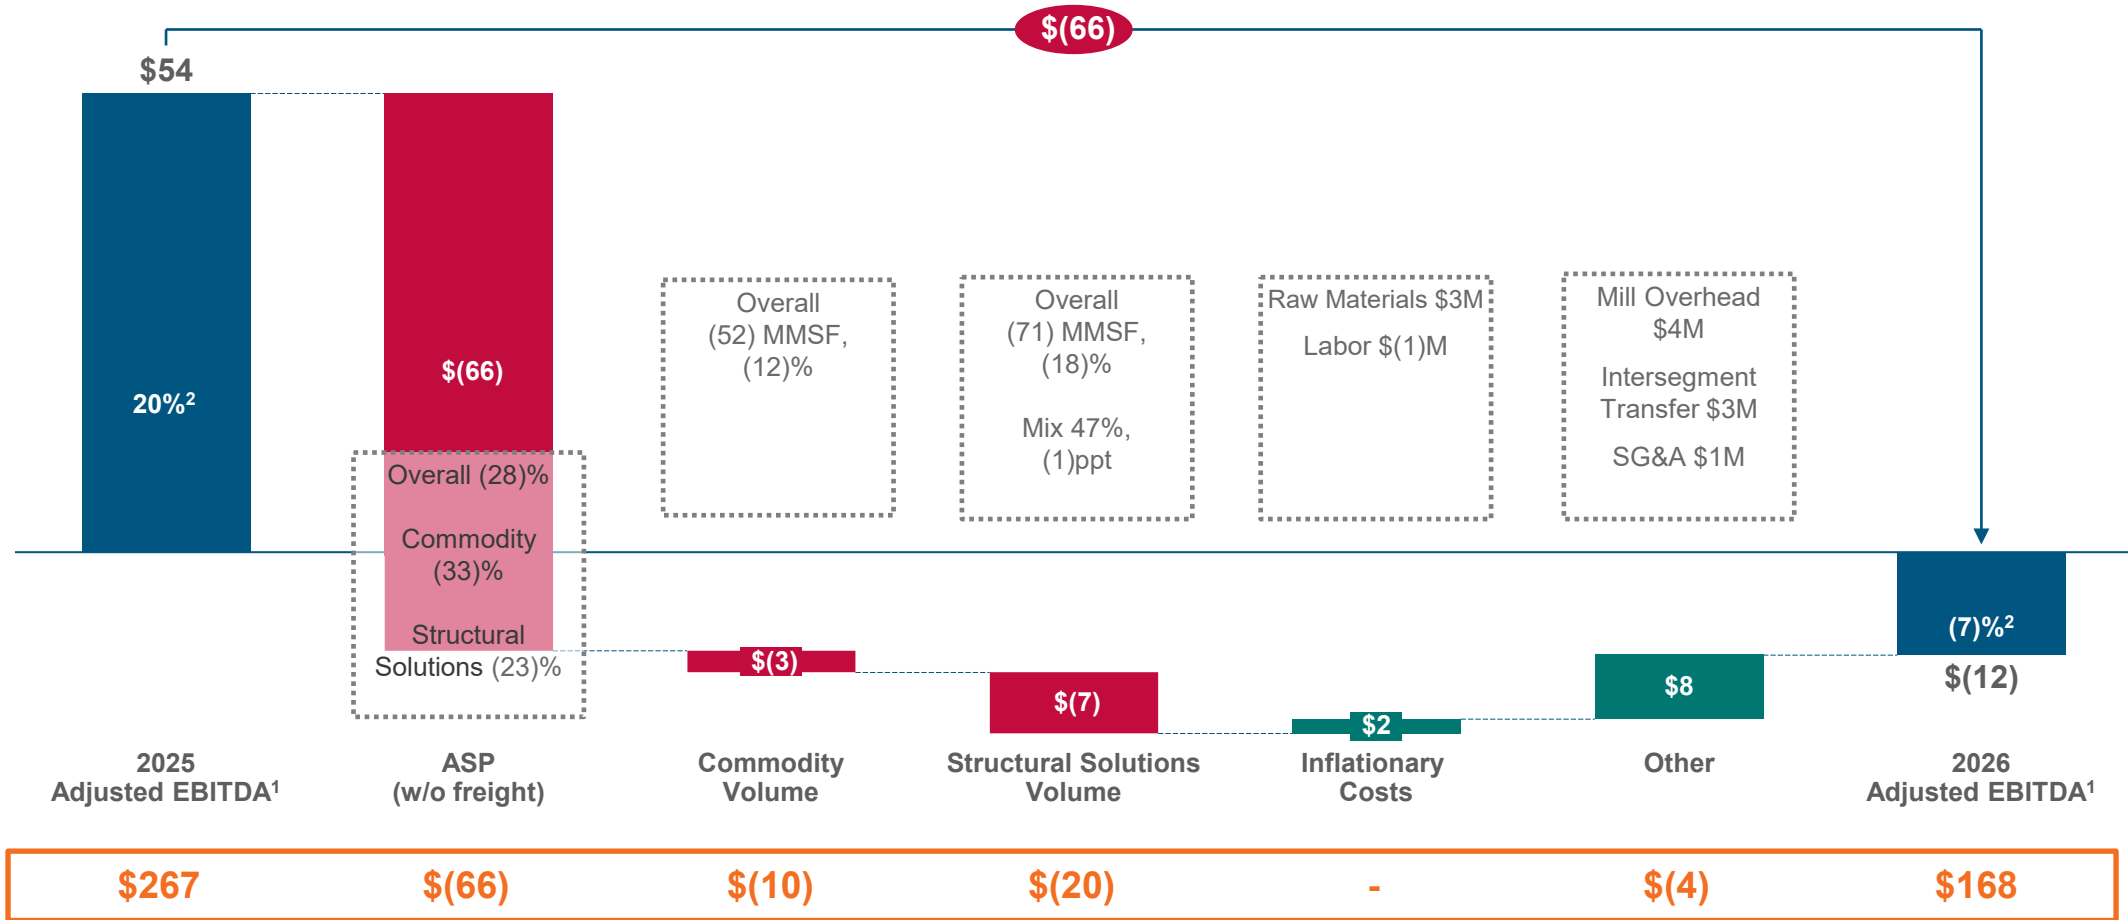 $(66)
$54
20%2
$(66)
Overall (28)%
Commodity
(33)%
Structural
Solutions (23)%
Overall
(52) MMSF,
(12)%
$(3)
Overall
(71) MMSF,
(18)%
Mix 47%,
(1)ppt
$(7)
Raw Materials $3M
Labor $(1)M
$2
Mill Overhead
$4M
Intersegment
Transfer $3M
SG&A $1M
$8
(7)%2
$(12)
2025
Adjusted EBITDA1
ASP
(w/o freight)
Commodity
Volume
Structural Solutions
Volume
Inflationary
Costs
Other
2026
Adjusted EBITDA1
$267 $(66) $(10) $(20) - $(4) $168